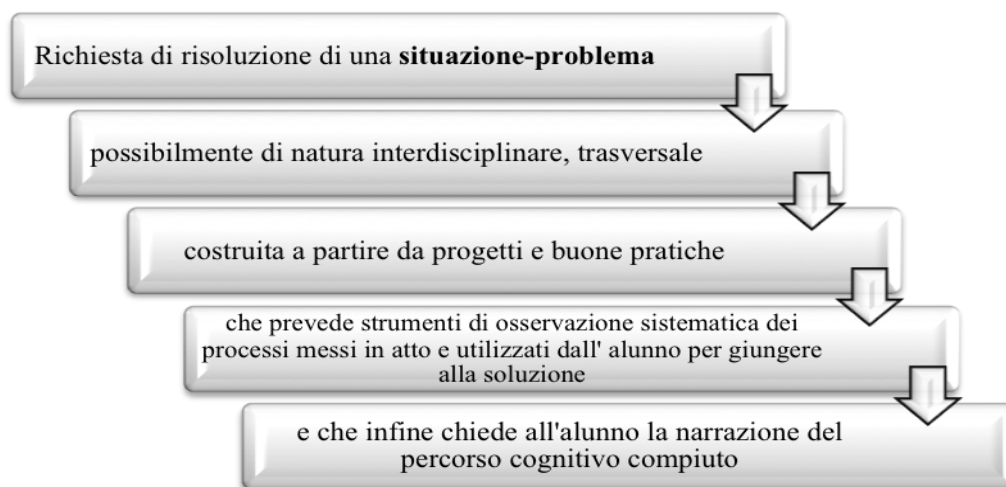 Richiesta di risoluzione di una situazione-problema
possibilmente di natura interdisciplinare, trasversale
costruita a partire da progetti e buone pratiche
che prevede strumenti di osservazione sistematica dei
processi messi in atto e utilizzati dall' alunno per giungere
alla soluzione
e che infine chiede all'alunno la narrazione del
percorso cognitivo compiuto